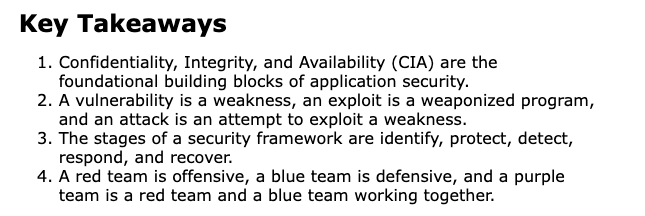 Key Takeaways
1. Confidentiality, Integrity, and Availability (CIA) are the
foundational building blocks of application security.
2. A vulnerability is a weakness, an exploit is a weaponized program,
and an attack is an attempt to exploit a weakness.
3. The stages of a security framework are identify, protect, detect,
respond, and recover.
4. A red team is offensive, a blue team is defensive, and a purple
team is a red team and a blue team working together.